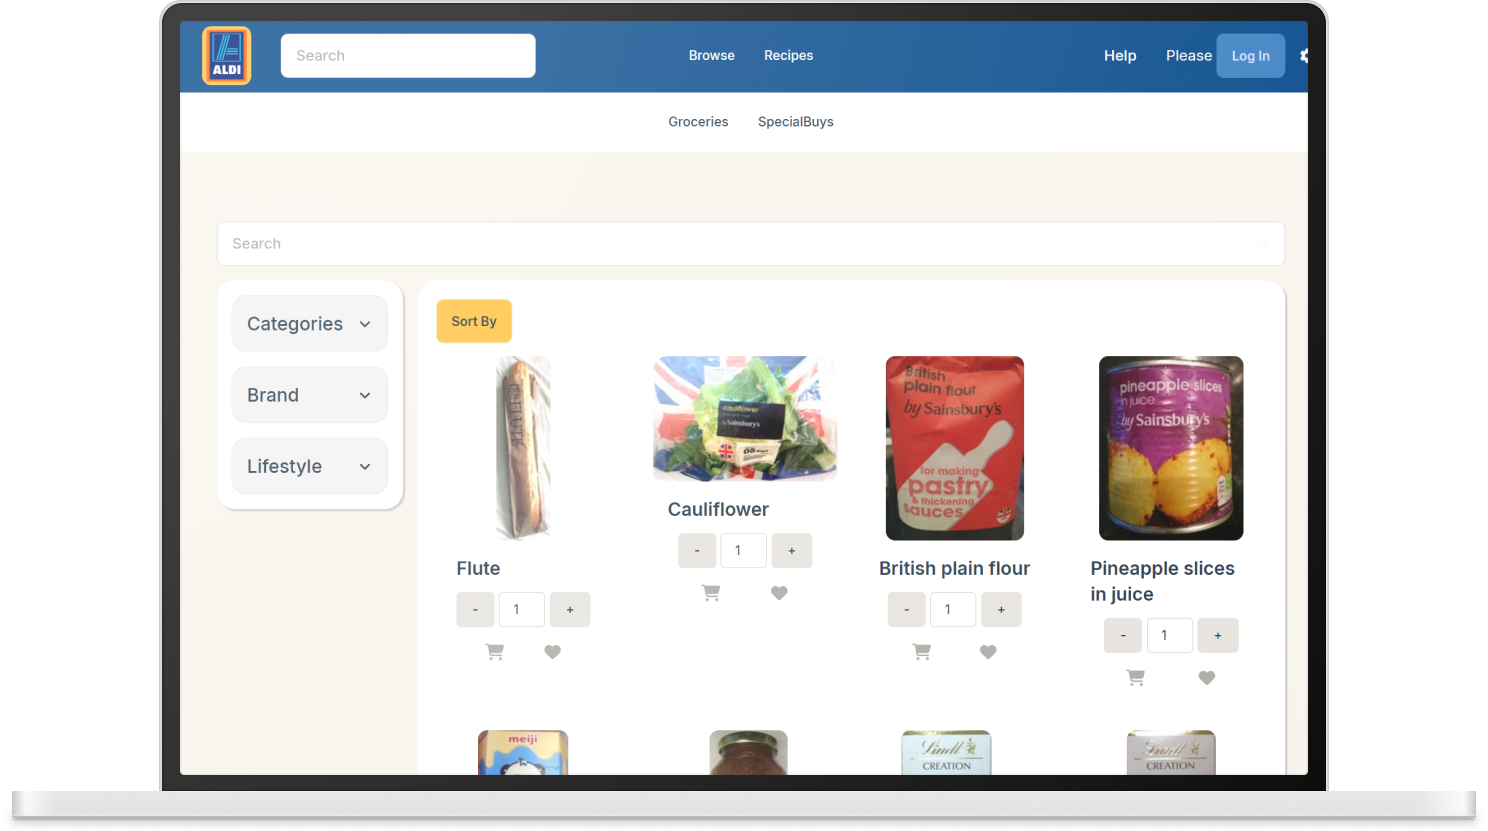 ALDI
Search
Browse
Recipes
Help
Please
Log In
Groceries
SpecialBuys
Search
Categories
Brand
Lifestyle
Sort By
FLUTE
cauliflower
by Sainsbury's
British
plain flour
by Sainsbury's
for making
pastry
& thickening
sauces
pineapple slices
in juice
by Sainsbury's
Flute
- 1 +
Cauliflower
- 1 +
British plain flour
- 1 +
Pineapple slices
in juice
- 1 +
meiji
Lindt
CREATION
Lindt
CREATION